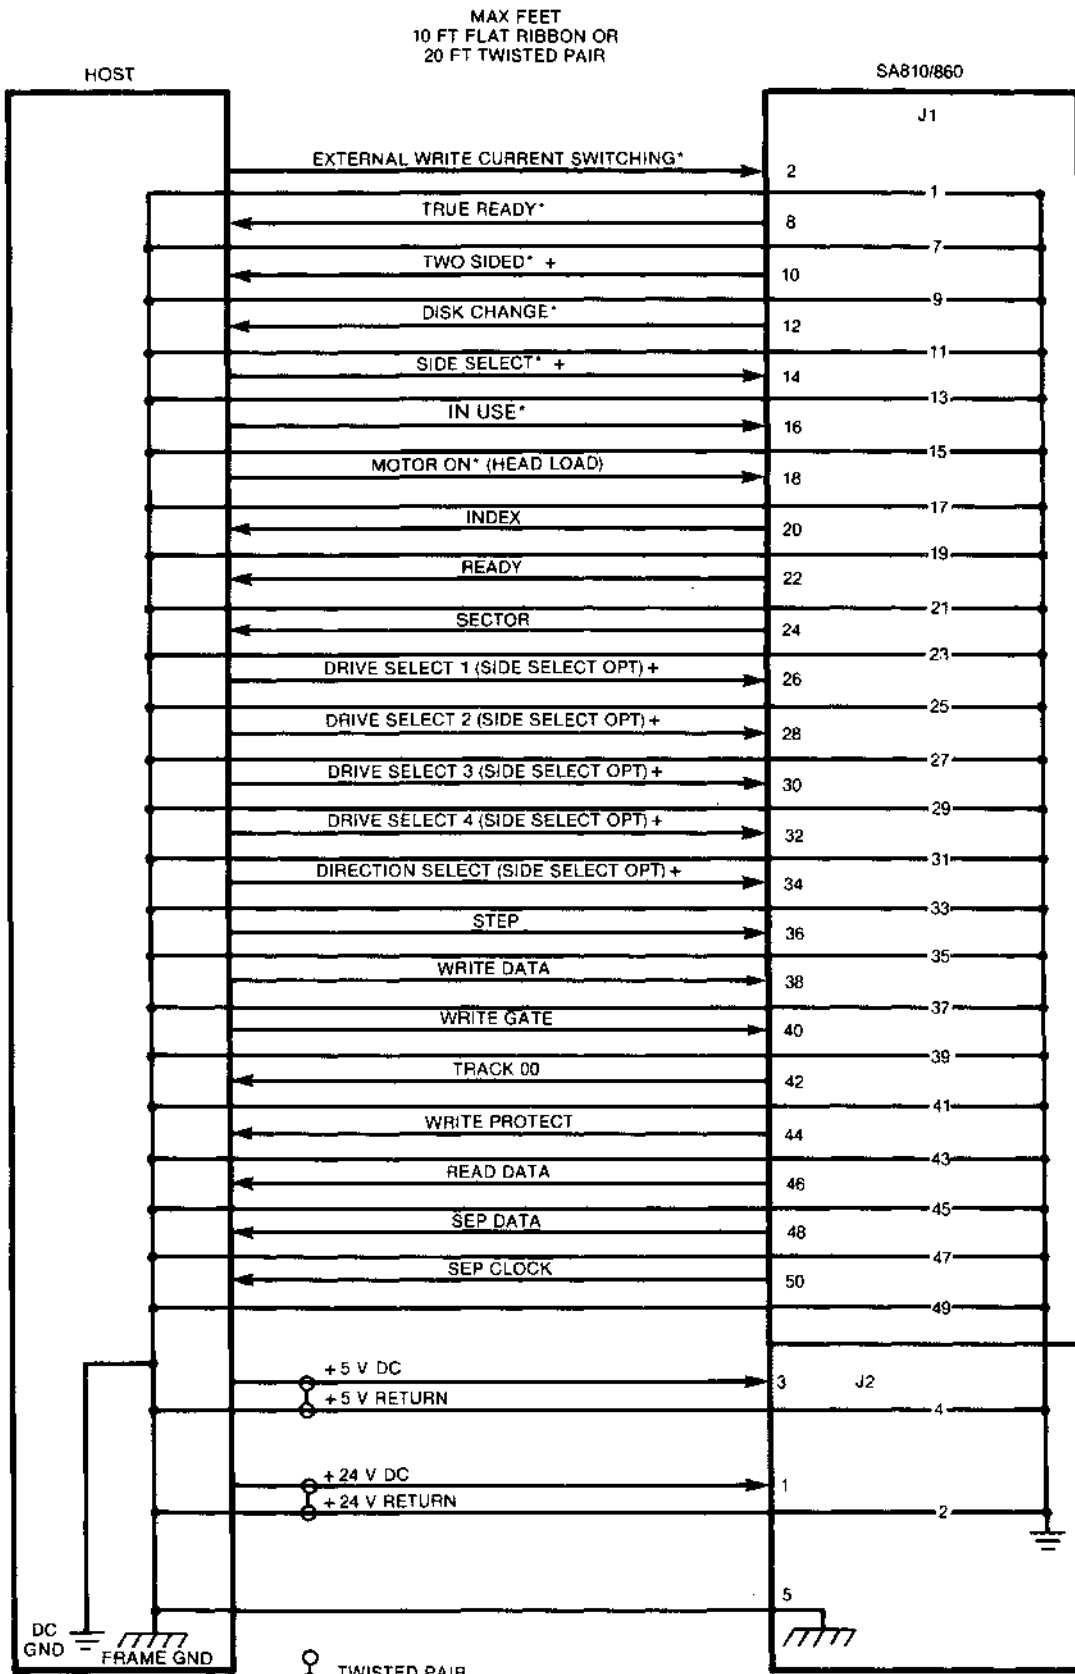 MAX FEET
10 FT FLAT RIBBON OR
20 FT TWISTED PAIR
HOST
SA810/860
J1
EXTERNAL WRITE CURRENT SWITCHING*
2
1
TRUE READY*
8
7
TWO SIDED* +
10
9
DISK CHANGE*
12
11
SIDE SELECT* +
14
13
IN USE*
16
15
MOTOR ON* (HEAD LOAD)
18
17
INDEX
20
19
READY
22
21
SECTOR
24
23
DRIVE SELECT 1 (SIDE SELECT OPT) +
26
25
DRIVE SELECT 2 (SIDE SELECT OPT) +
28
27
DRIVE SELECT 3 (SIDE SELECT OPT) +
30
29
DRIVE SELECT 4 (SIDE SELECT OPT) +
32
31
DIRECTION SELECT (SIDE SELECT OPT) +
34
33
STEP
36
35
WRITE DATA
38
37
WRITE GATE
40
39
TRACK 00
42
41
WRITE PROTECT
44
43
READ DATA
46
45
SEP DATA
48
47
SEP CLOCK
50
49
+ 5 V DC
3
J2
+ 5 V RETURN
4
+ 24 V DC
1
+ 24 V RETURN
2
5
DC
GND
FRAME GND
TWISTED PAIR